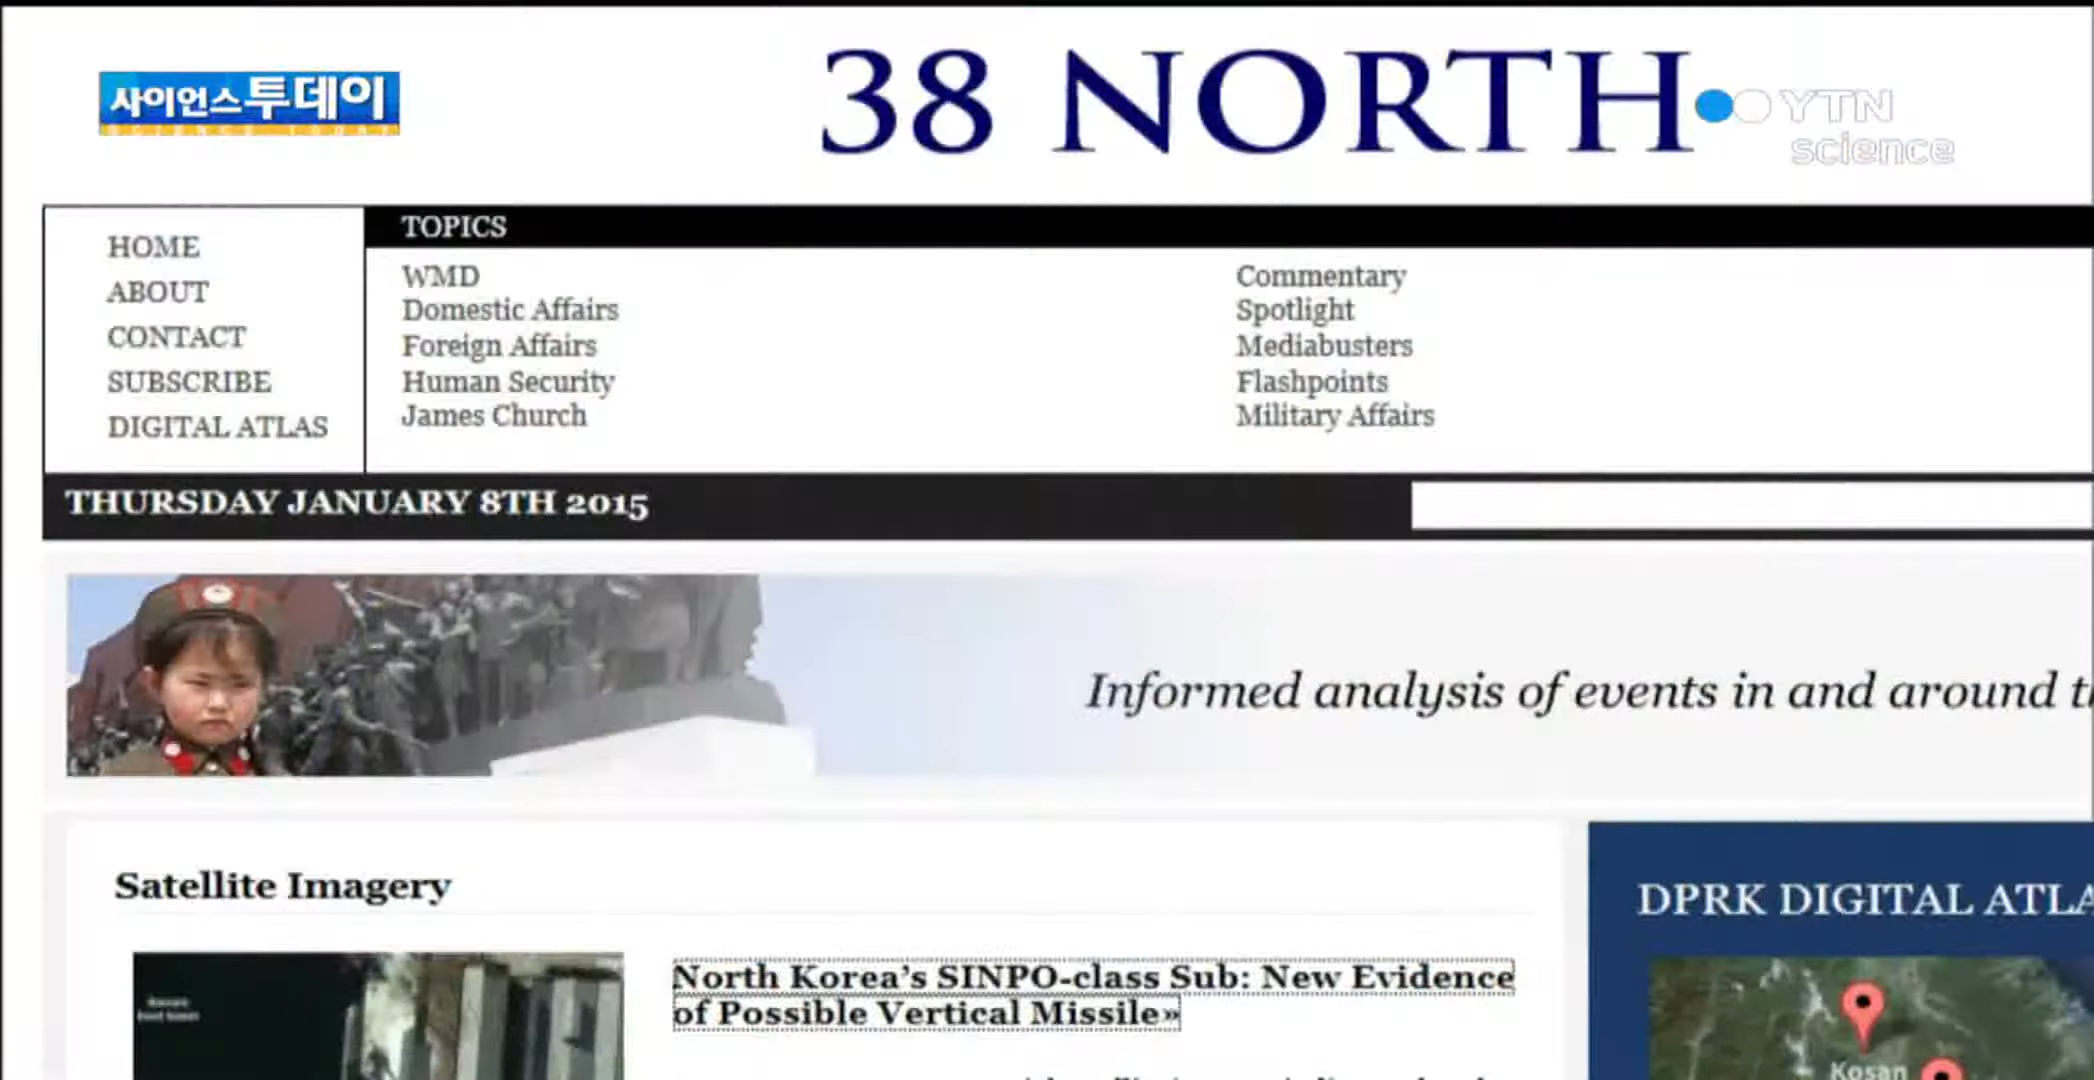 사이언스투데이
SCIENCE TODAY
38 NORTH
YTN
science
HOME
ABOUT
CONTACT
SUBSCRIBE
DIGITAL ATLAS
TOPICS
WMD
Domestic Affairs
Foreign Affairs
Human Security
James Church
Commentary
Spotlight
Mediabusters
Flashpoints
Military Affairs
THURSDAY JANUARY 8TH 2015
Informed analysis of events in and around
Satellite Imagery
North Korea’s SINPO-class Sub: New Evidence
of Possible Vertical Missile»
DPRK DIGITAL ATLA
Kosan